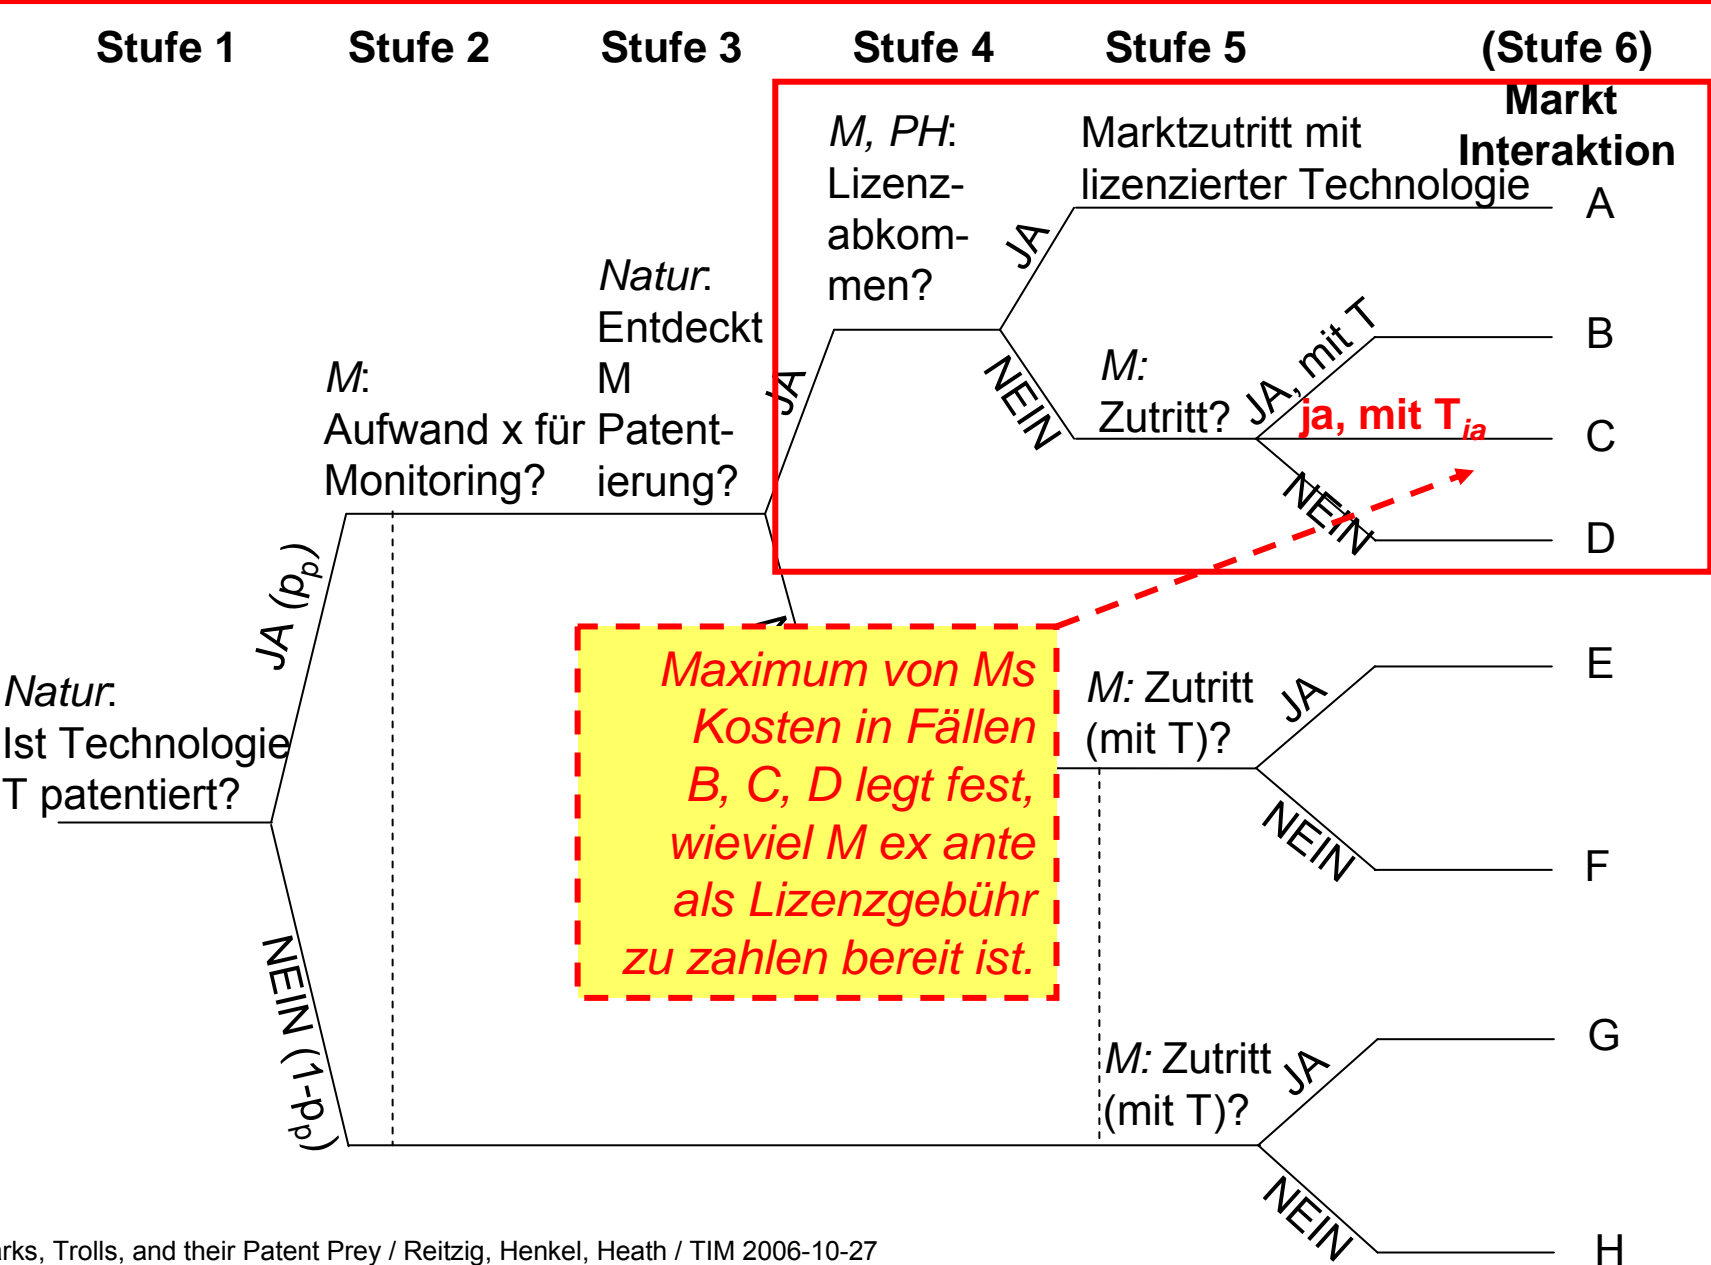 Stufe 1
Stufe 2
Stufe 3
Stufe 4
Stufe 5
(Stufe 6)
Markt
Interaktion
M, PH:
Lizenz-
abkom-
men?
Marktzutritt mit
lizenzierter Technologie
JA
A
NEIN
M:
Zutritt?
JA, mit T
B
ja, mit Tia
C
NEIN
D
Natur:
Entdeckt
M
Patent-
ierung?
JA
M:
Aufwand x für
Monitoring?
JA (pp)
Natur:
Ist Technologie
T patentiert?
NEIN (1-pp)
Maximum von Ms
Kosten in Fällen
B, C, D legt fest,
wieviel M ex ante
als Lizenzgebühr
zu zahlen bereit ist.
M: Zutritt
(mit T)?
JA
E
NEIN
F
M: Zutritt
(mit T)?
JA
G
NEIN
H
arks, Trolls, and their Patent Prey / Reitzig, Henkel, Heath / TIM 2006-10-27